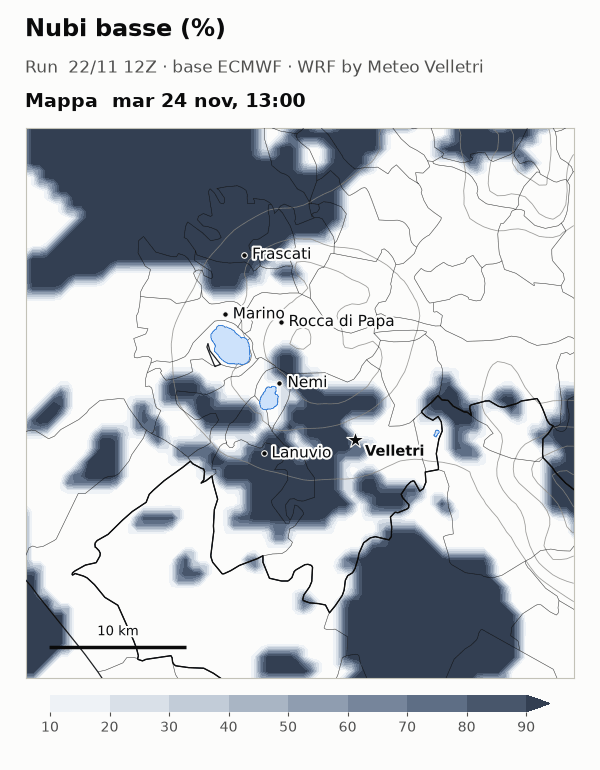 Nubi basse (%)
Run  22/11 12Z · base ECMWF · WRF by Meteo Velletri
Mappa  mar 24 nov, 13:00
Frascati
Marino
Rocca di Papa
Nemi
Velletri
Lanuvio
10 km
10 20 30 40 50 60 70 80 90